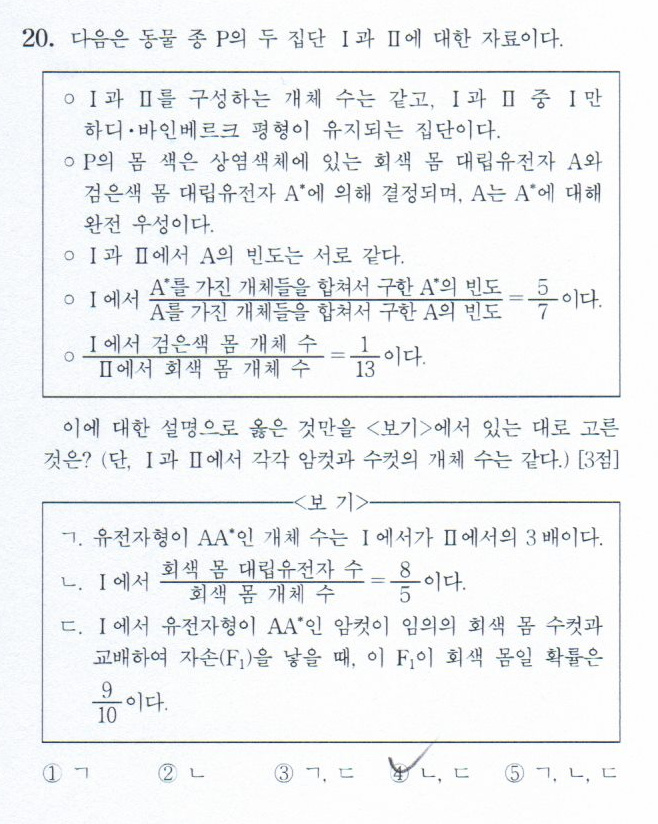 20. 다음은 동물 종 P의 두 집단 Ⅰ과 Ⅱ에 대한 자료이다.
○ Ⅰ과 Ⅱ를 구성하는 개체 수는 같고, Ⅰ과 Ⅱ 중 Ⅰ만
하디·바인베르크 평형이 유지되는 집단이다.
○ P의 몸 색은 상염색체에 있는 회색 몸 대립유전자 A와
검은색 몸 대립유전자 A*에 의해 결정되며, A는 A*에 대해
완전 우성이다.
○ Ⅰ과 Ⅱ에서 A의 빈도는 서로 같다.
○ Ⅰ에서 A*를 가진 개체들을 합쳐서 구한 A*의 빈도 / A를 가진 개체들을 합쳐서 구한 A의 빈도 = 5/7 이다.
○ Ⅰ에서 검은색 몸 개체 수 / Ⅱ에서 회색 몸 개체 수 = 1/13 이다.
이에 대한 설명으로 옳은 것만을 <보기>에서 있는 대로 고른
것은? (단, Ⅰ과 Ⅱ에서 각각 암컷과 수컷의 개체 수는 같다.) [3점]
<보 기>
ㄱ. 유전자형이 AA*인 개체 수는 Ⅰ에서가 Ⅱ에서의 3배이다.
ㄴ. Ⅰ에서 회색 몸 대립유전자 수 / 회색 몸 개체 수 = 8/5 이다.
ㄷ. Ⅰ에서 유전자형이 AA*인 암컷이 임의의 회색 몸 수컷과
교배하여 자손(F₁)을 낳을 때, 이 F₁이 회색 몸일 확률은
9/10 이다.
① ㄱ ② ㄴ ③ ㄱ, ㄷ ④ ㄴ, ㄷ ⑤ ㄱ, ㄴ, ㄷ